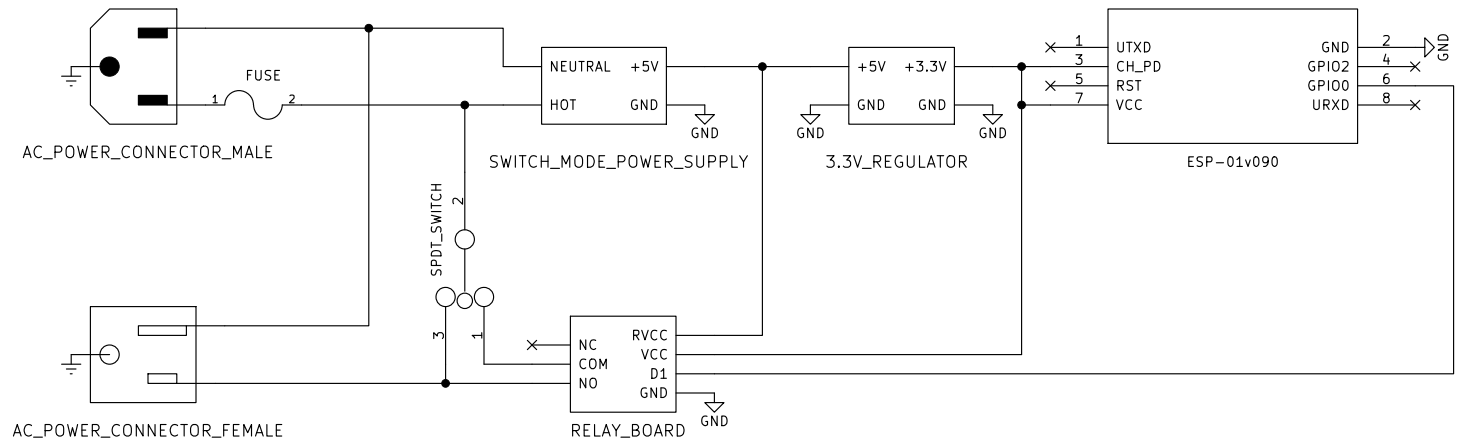 FUSE
1 2
AC_POWER_CONNECTOR_MALE
NEUTRAL +5V
HOT GND
GND
SWITCH_MODE_POWER_SUPPLY
+5V +3.3V
GND GND
GND GND
3.3V_REGULATOR
1 UTXD GND 2
3 CH_PD GPIO2 4
5 RST GPIO0 6
7 VCC URXD 8
GND
ESP-01v090
SPDT_SWITCH
2
3 1
NC RVCC
COM VCC
NO D1
GND
GND
RELAY_BOARD
AC_POWER_CONNECTOR_FEMALE